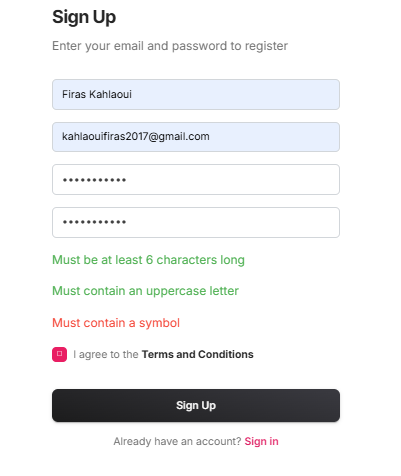 Sign Up
Enter your email and password to register
Firas Kahlaoui
kahlaouifiras2017@gmail.com
•••••••••••
•••••••••••
Must be at least 6 characters long
Must contain an uppercase letter
Must contain a symbol
I agree to the Terms and Conditions
Sign Up
Already have an account? Sign in